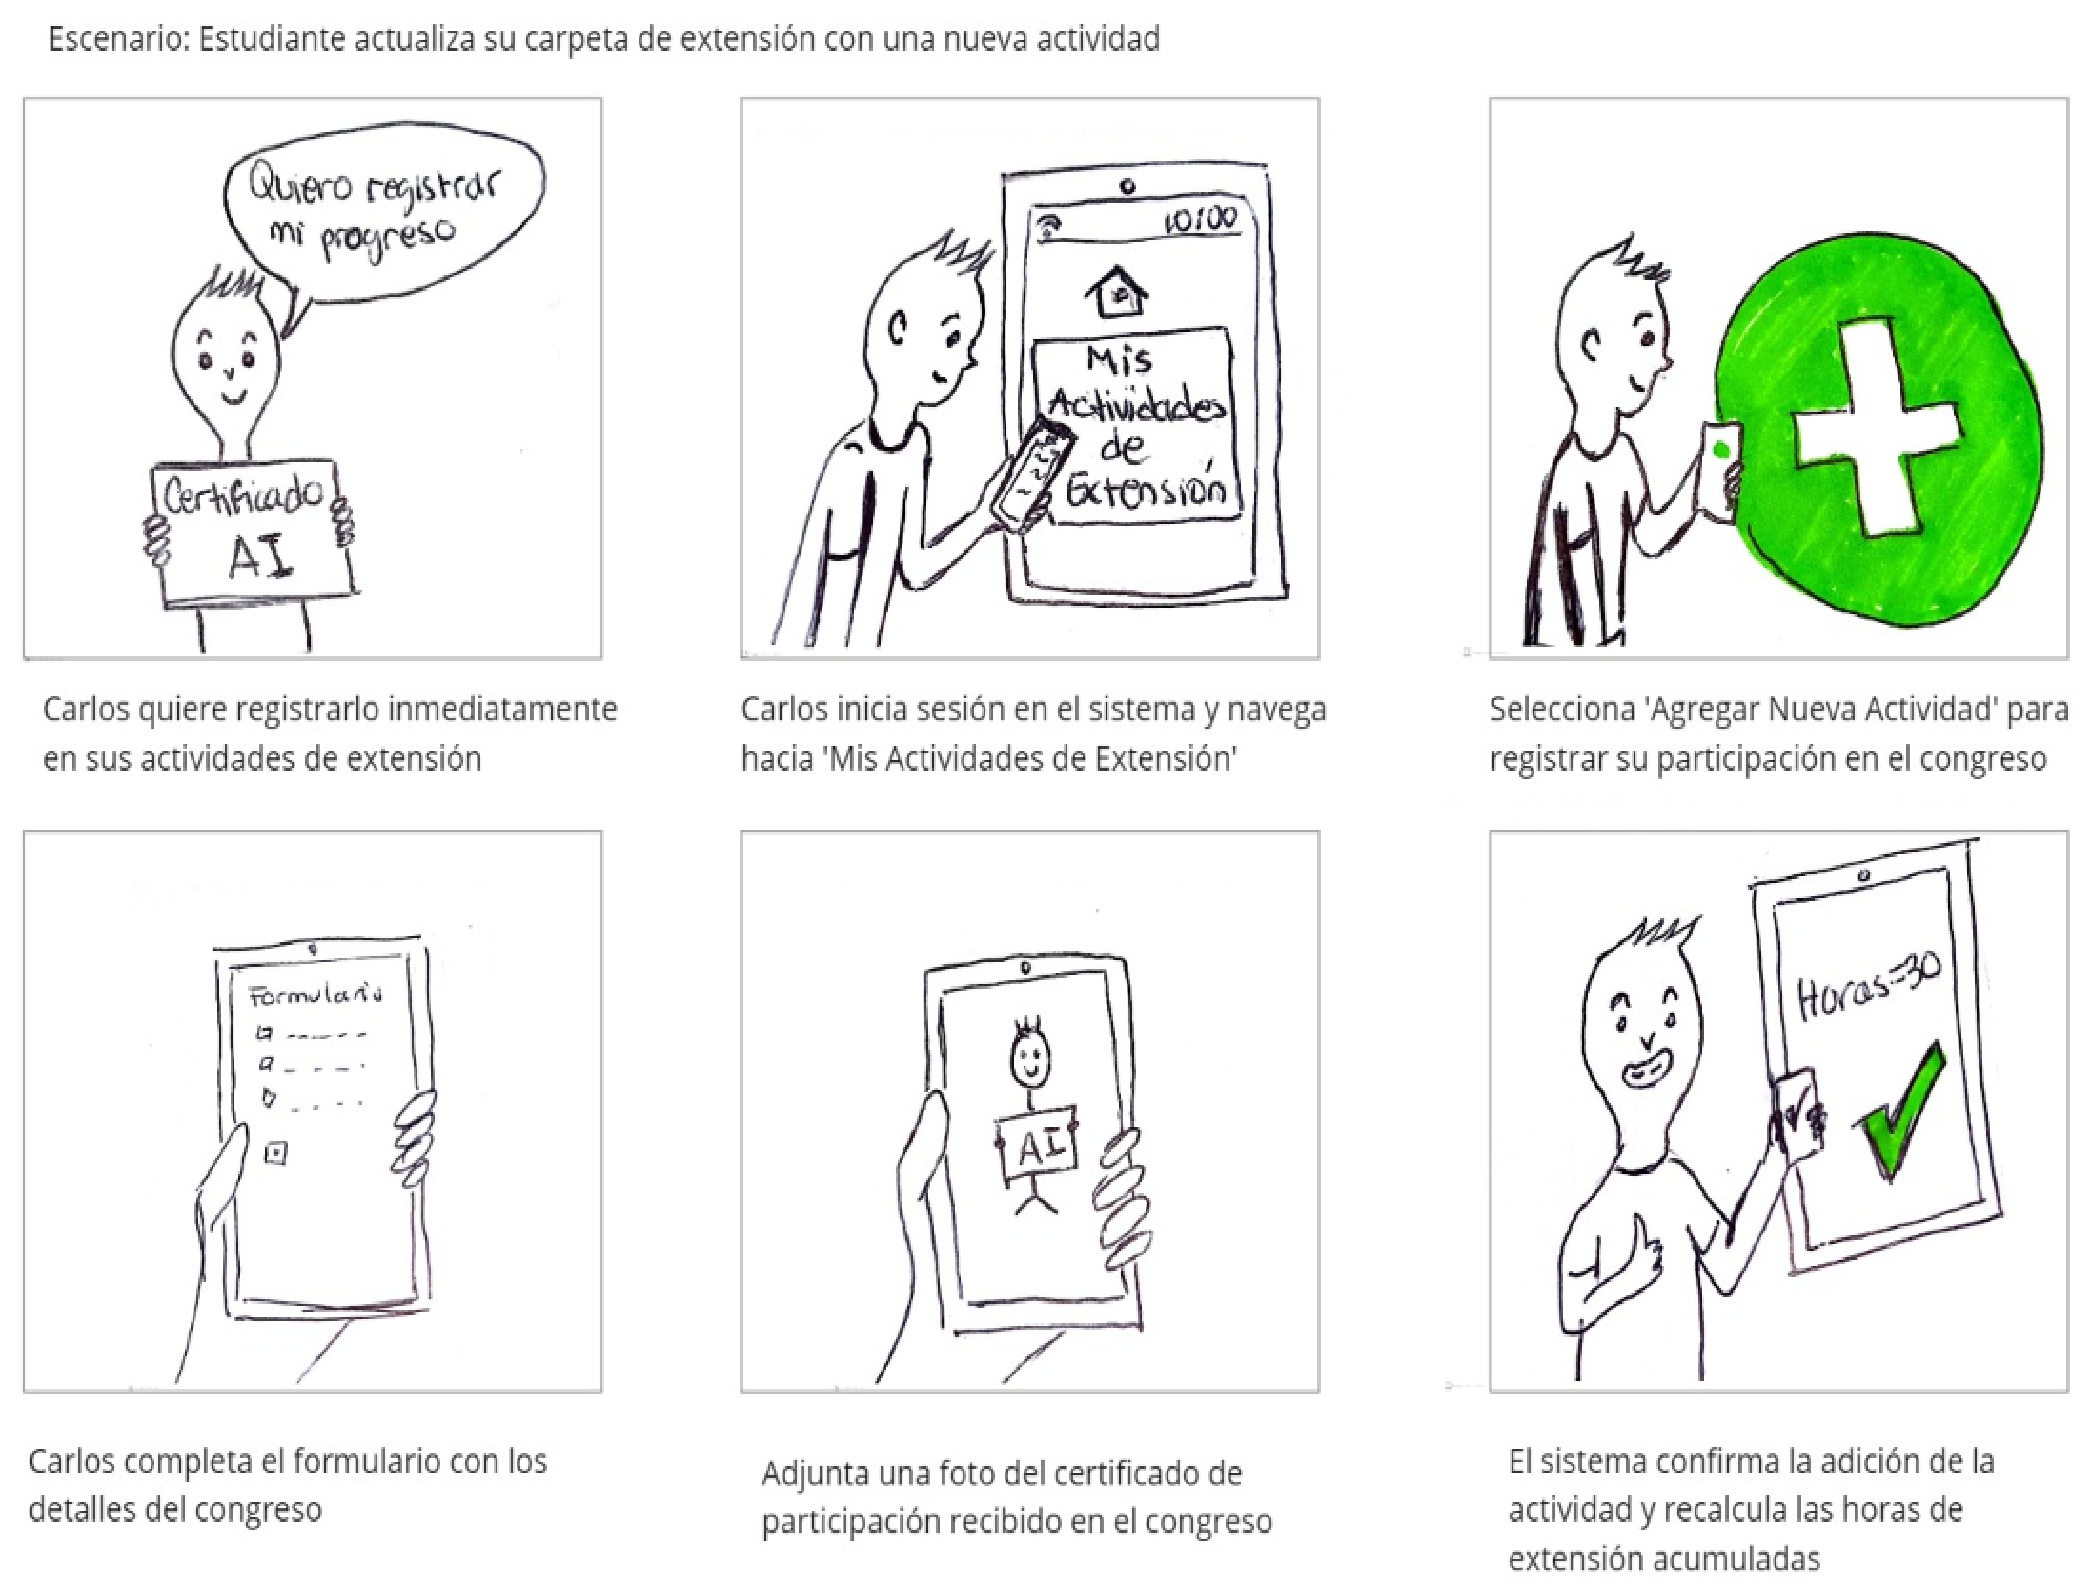 Escenario: Estudiante actualiza su carpeta de extensión con una nueva actividad
Quiero registrar
mi progreso
Certificado
AI
Carlos quiere registrarlo inmediatamente
en sus actividades de extensión
10:00
Mis
Actividades
de
Extensión
Carlos inicia sesión en el sistema y navega
hacia 'Mis Actividades de Extensión'
Selecciona 'Agregar Nueva Actividad' para
registrar su participación en el congreso
Formulario
Carlos completa el formulario con los
detalles del congreso
AI
Adjunta una foto del certificado de
participación recibido en el congreso
Horas=30
El sistema confirma la adición de la
actividad y recalcula las horas de
extensión acumuladas